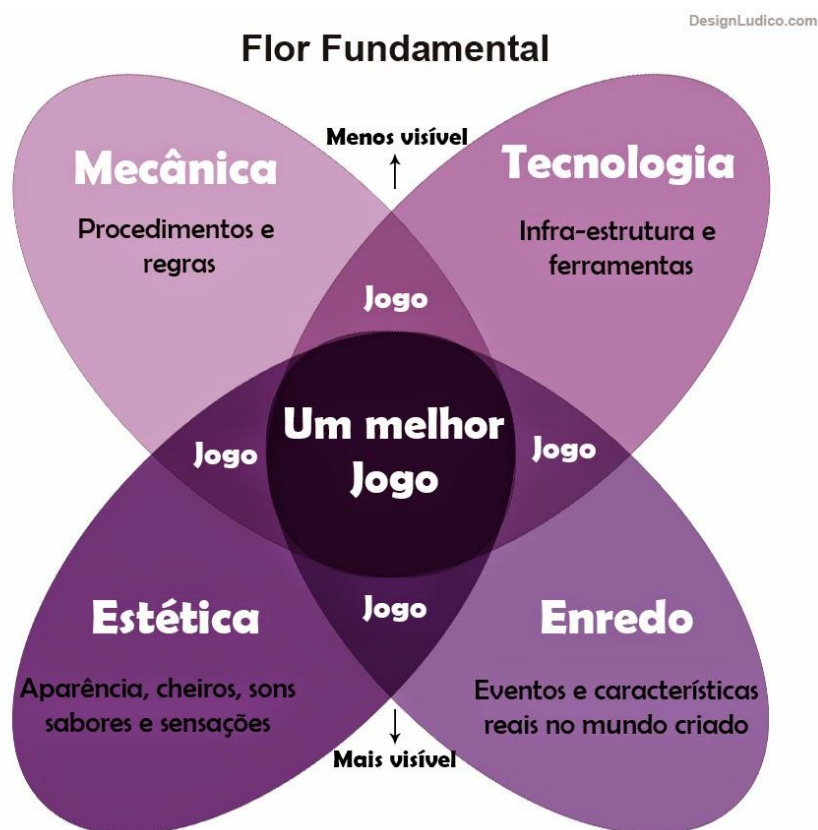 DesignLudico.com
Flor Fundamental
Menos visível
Mecânica
Procedimentos e
regras
Tecnologia
Infra-estrutura e
ferramentas
Jogo
Um melhor
Jogo
Jogo
Jogo
Jogo
Estética
Aparência, cheiros, sons
sabores e sensações
Enredo
Eventos e características
reais no mundo criado
Mais visível